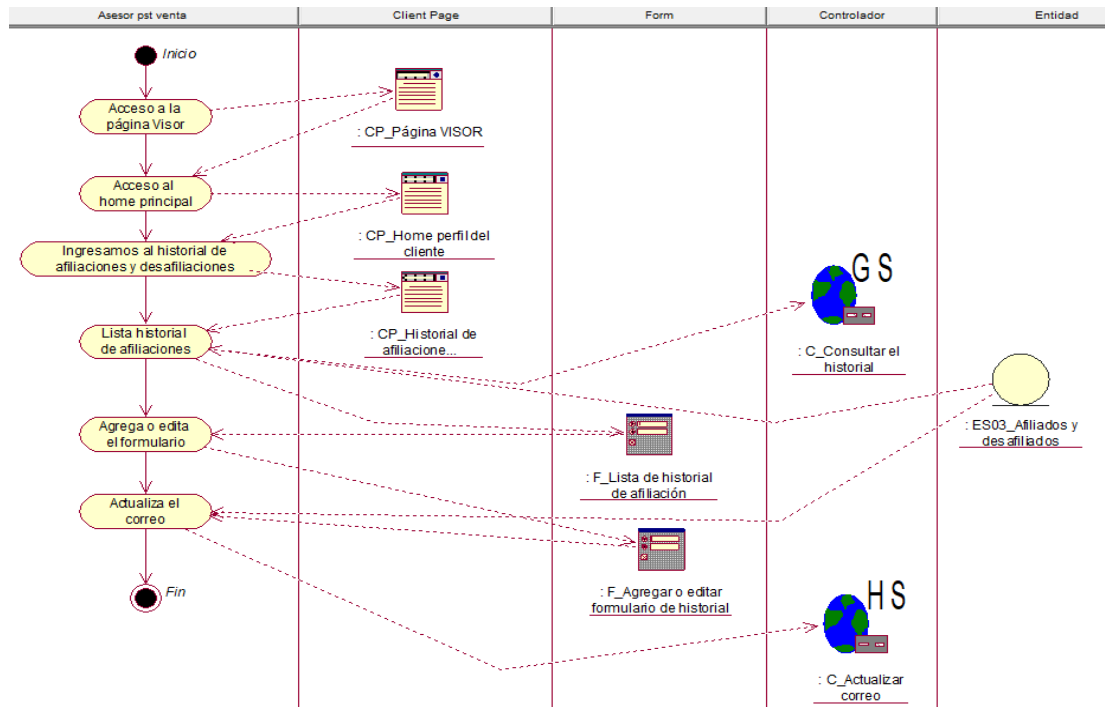 Asesor pst venta
Client Page
Form
Controlador
Entidad
Inicio
Acceso a la
página Visor
: CP_Página VISOR
Acceso al
home principal
: CP_Home perfil del
cliente
Ingresamos al historial de
afiliaciones y desafiliaciones
: CP_Historial de
afiliacione...
Lista historial
de afiliaciones
GS
: C_Consultar el
historial
: ES03_Afiliados y
desafiliados
Agrega o edita
el formulario
: F_Lista de historial
de afiliación
Actualiza el
correo
: F_Agregar o editar
formulario de historial
Fin
HS
: C_Actualizar
correo